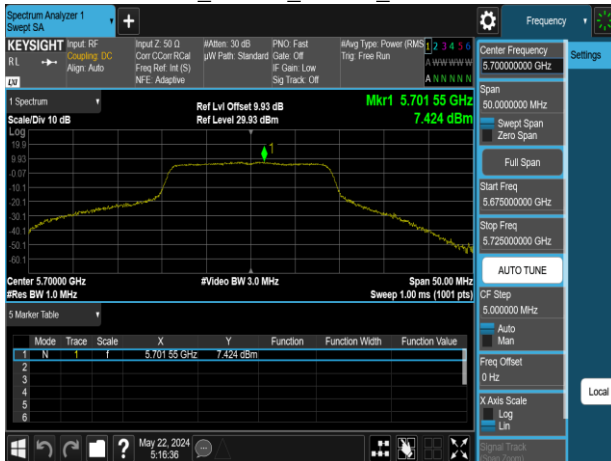 Spectrum Analyzer 1
Swept SA
+
Frequency
KEYSIGHT
RL
LXI
Input: RF
Coupling: DC
Align: Auto
Input Z: 50 Ω
Corr CCorr RCal
Freq Ref: Int (S)
NFE: Adaptive
#Atten: 30 dB
µW Path: Standard
PNO: Fast
Gate: Off
IF Gain: Low
Sig Track: Off
#Avg Type: Power (RMS
Trig: Free Run
1 2 3 4 5 6
A W W W W W
A N N N N N
1 Spectrum
Scale/Div 10 dB
Log
Ref Lvl Offset 9.93 dB
Ref Level 29.93 dBm
Mkr1 5.701 55 GHz
7.424 dBm
19.9
9.93
-0.07
-10.1
-20.1
-30.1
-40.1
-50.1
-60.1
1
Center 5.70000 GHz
#Res BW 1.0 MHz
#Video BW 3.0 MHz
Span 50.00 MHz
Sweep 1.00 ms (1001 pts)
5 Marker Table
Mode Trace Scale X Y Function Function Width Function Value
1 N 1 f 5.701 55 GHz 7.424 dBm
2
3
4
5
6
?
May 22, 2024
5:16:36
Center Frequency
5.700000000 GHz
Span
50.0000000 MHz
Swept Span
Zero Span
Full Span
Start Freq
5.675000000 GHz
Stop Freq
5.725000000 GHz
AUTO TUNE
CF Step
5.000000 MHz
Auto
Man
Freq Offset
0 Hz
X Axis Scale
Log
Lin
Signal Track
(Span Zoom)
Settings
Local